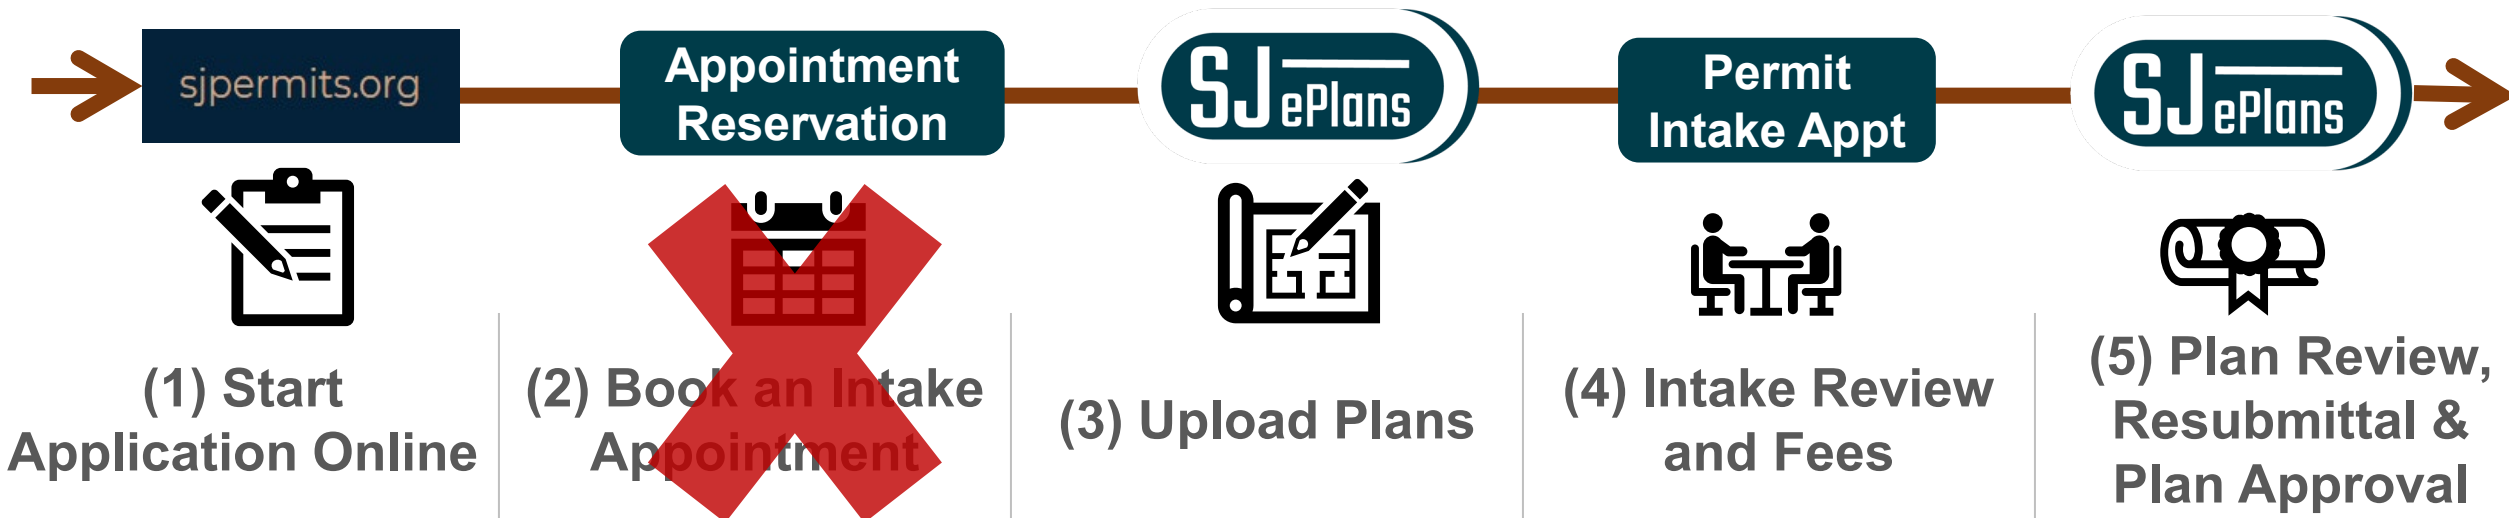 sjpermits.org
Appointment
Reservation
SJ ePlans
Permit
Intake Appt
SJ ePlans
(1) Start
Application Online
(2) Book an Intake
Appointment
(3) Upload Plans
(4) Intake Review
and Fees
(5) Plan Review,
Resubmittal &
Plan Approval